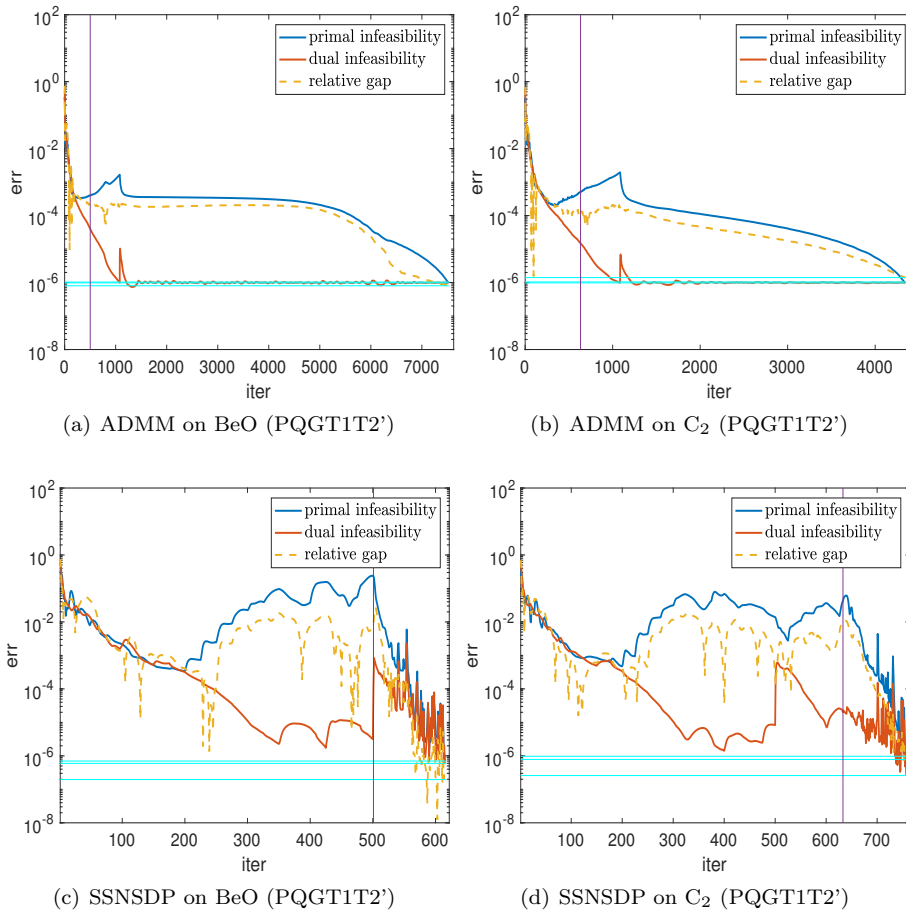 primal infeasibility
dual infeasibility
relative gap
10^2
10^0
10^-2
10^-4
10^-6
10^-8
err
0 1000 2000 3000 4000 5000 6000 7000
iter
(a) ADMM on BeO (PQGT1T2')
primal infeasibility
dual infeasibility
relative gap
10^2
10^0
10^-2
10^-4
10^-6
10^-8
err
0 1000 2000 3000 4000
iter
(b) ADMM on C₂ (PQGT1T2')
primal infeasibility
dual infeasibility
relative gap
10^2
10^0
10^-2
10^-4
10^-6
10^-8
err
100 200 300 400 500 600
iter
(c) SSNSDP on BeO (PQGT1T2')
primal infeasibility
dual infeasibility
relative gap
10^2
10^0
10^-2
10^-4
10^-6
10^-8
err
100 200 300 400 500 600 700
iter
(d) SSNSDP on C₂ (PQGT1T2')